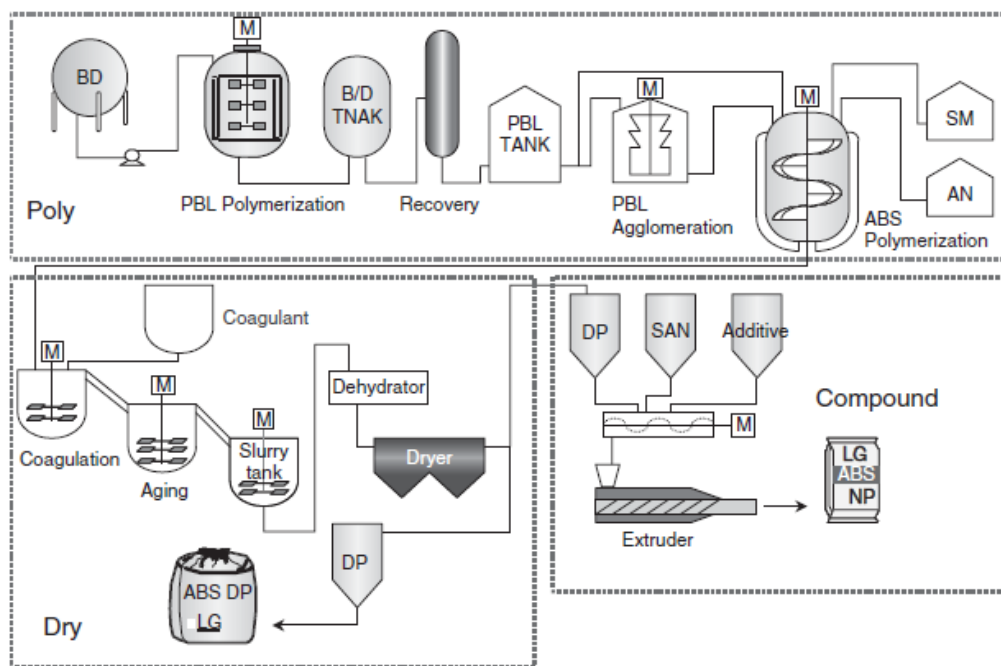 M
BD
B/D
TNAK
PBL
TANK
M
M
SM
AN
Poly
PBL Polymerization
Recovery
PBL
Agglomeration
ABS
Polymerization
Coagulant
M
M
M
Coagulation
Aging
Slurry
tank
Dehydrator
Dryer
DP
ABS DP
LG
Dry
DP
SAN
Additive
M
Compound
Extruder
LG
ABS
NP